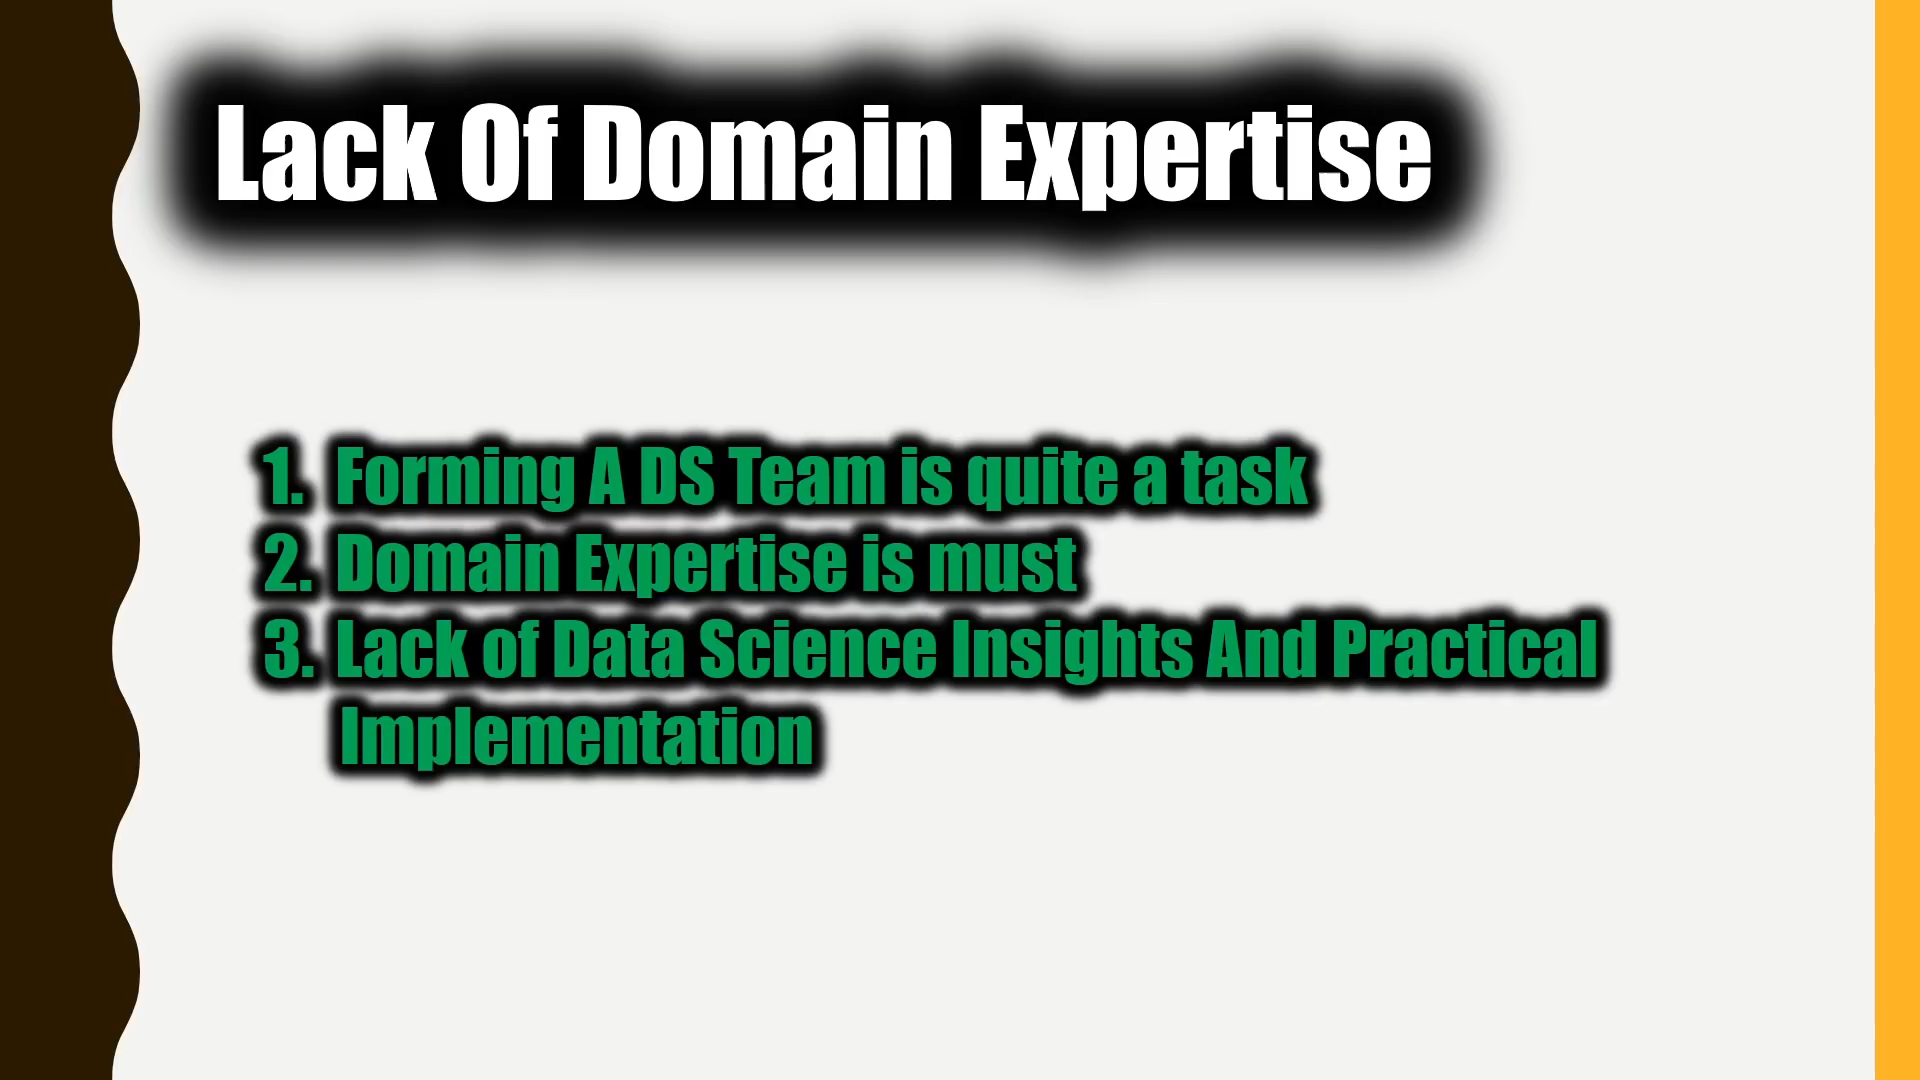 Lack Of Domain Expertise
1. Forming A DS Team is quite a task
2. Domain Expertise is must
3. Lack of Data Science Insights And Practical
Implementation